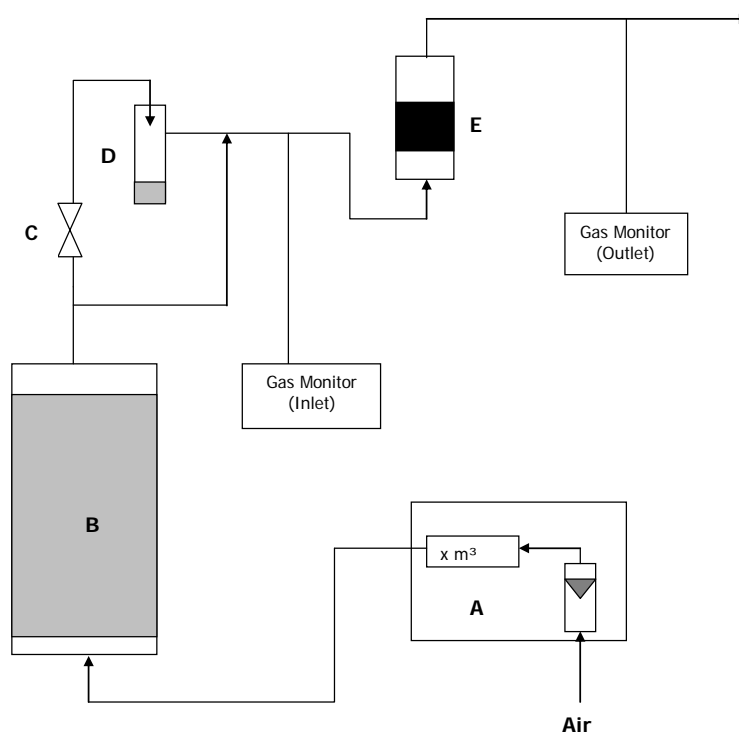 E
D
C
Gas Monitor
(Outlet)
Gas Monitor
(Inlet)
B
x m³
A
Air